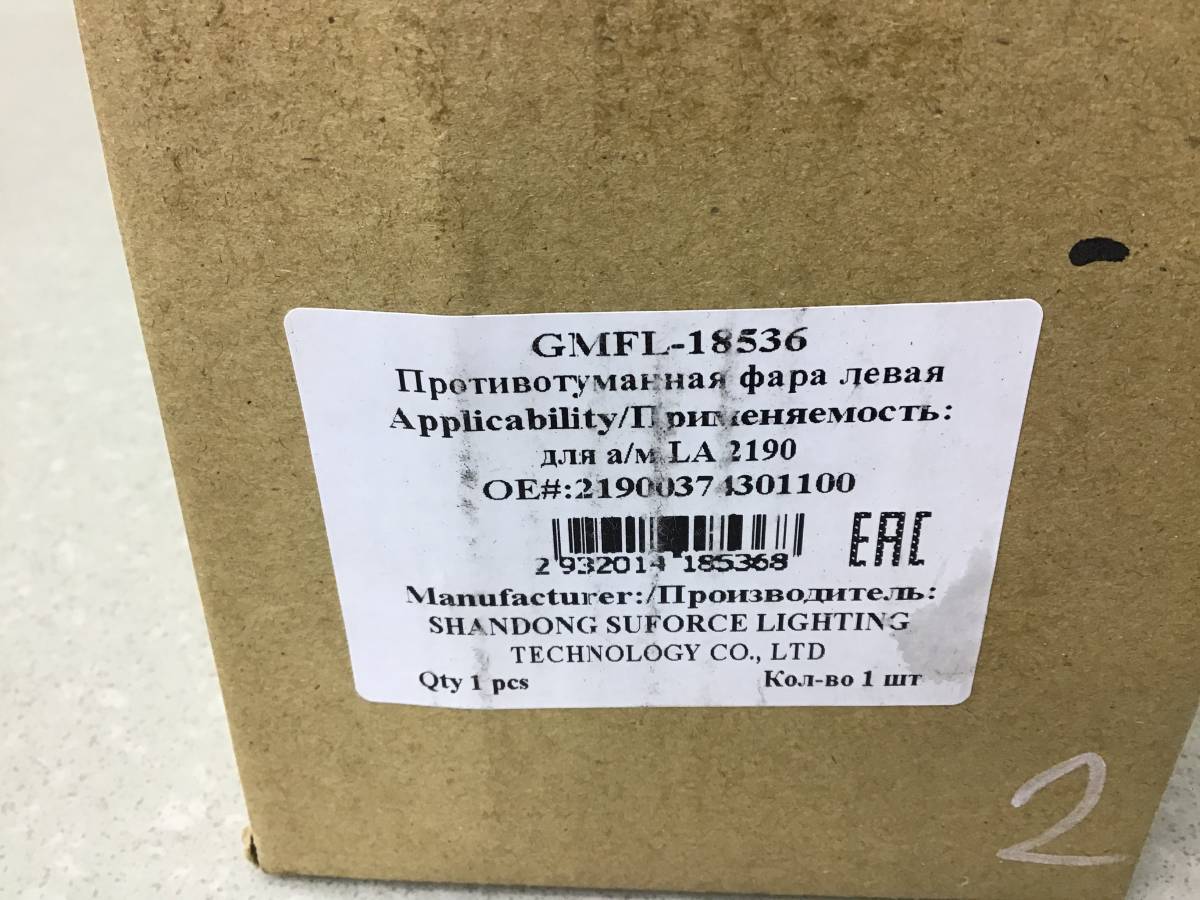 GMFL-18536
Противотуманная фара левая
Applicability/Применяемость:
для а/м LA 2190
OE#:21900374301100
2 932014 185368
EAC
Manufacturer:/Производитель:
SHANDONG SUFORCE LIGHTING
TECHNOLOGY CO., LTD
Qty 1 pcs Кол-во 1 шт
2